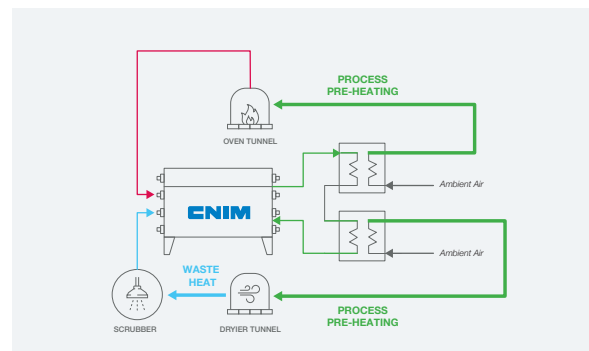 PROCESS
PRE-HEATING
OVEN TUNNEL
Ambient Air
CNIM
Ambient Air
WASTE
HEAT
PROCESS
PRE-HEATING
SCRUBBER
DRYIER TUNNEL